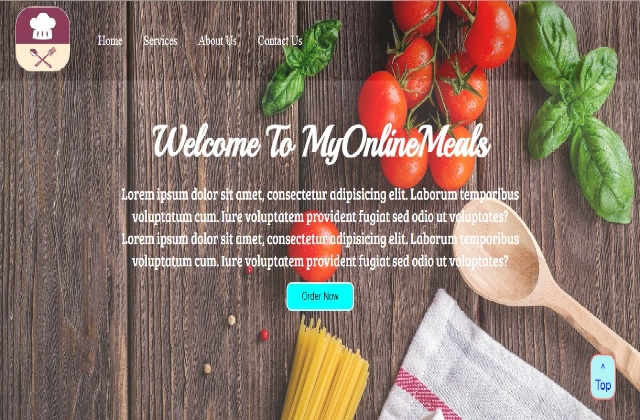 Home Services About Us Contact Us
Welcome To MyOnlineMeals
Lorem ipsum dolor sit amet, consectetur adipisicing elit. Laborum temporibus
voluptatum cum. Iure voluptatem provident fugiat sed odio ut voluptates?
Lorem ipsum dolor sit amet, consectetur adipisicing elit. Laborum temporibus
voluptatum cum. Iure voluptatem provident fugiat sed odio ut voluptates?
Order Now
^
Top